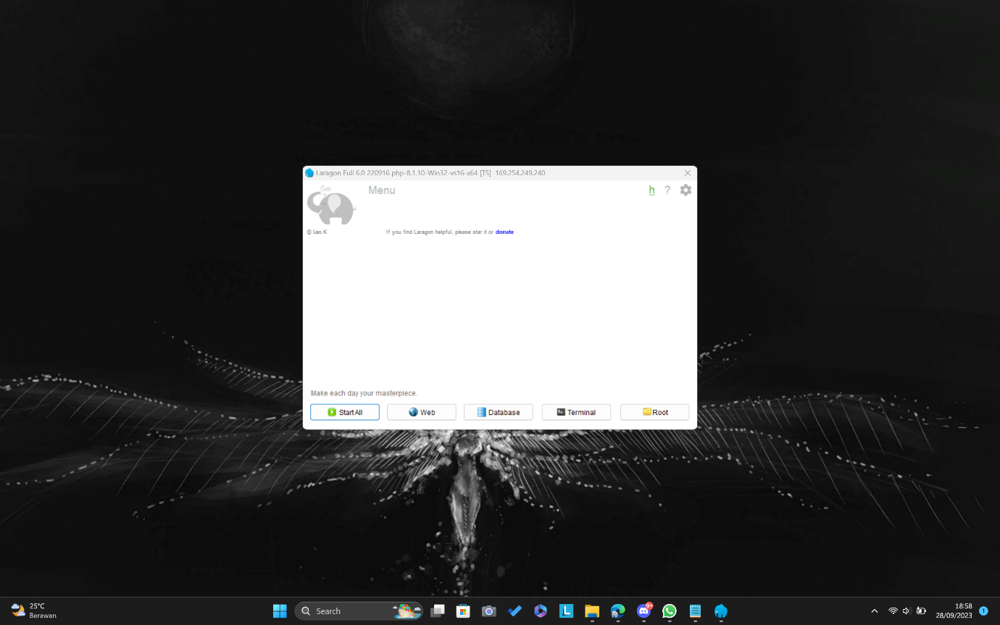 Laragon Full 6.0 220916 php-8.1.10-Win32-vs16-x64 [TS] 169.254.249.240
Menu
h ?
© Leo K
If you find Laragon helpful, please star it or donate
Make each day your masterpiece.
Start All
Web
Database
Terminal
Root
25°C
Berawan
Search
L
9+
18:58
28/09/2023
1